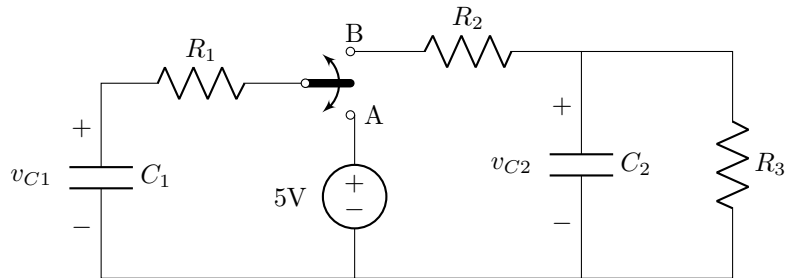 B
R2
R1
A
+
+
vC1
C1
5V
+
−
vC2
C2
R3
−
−